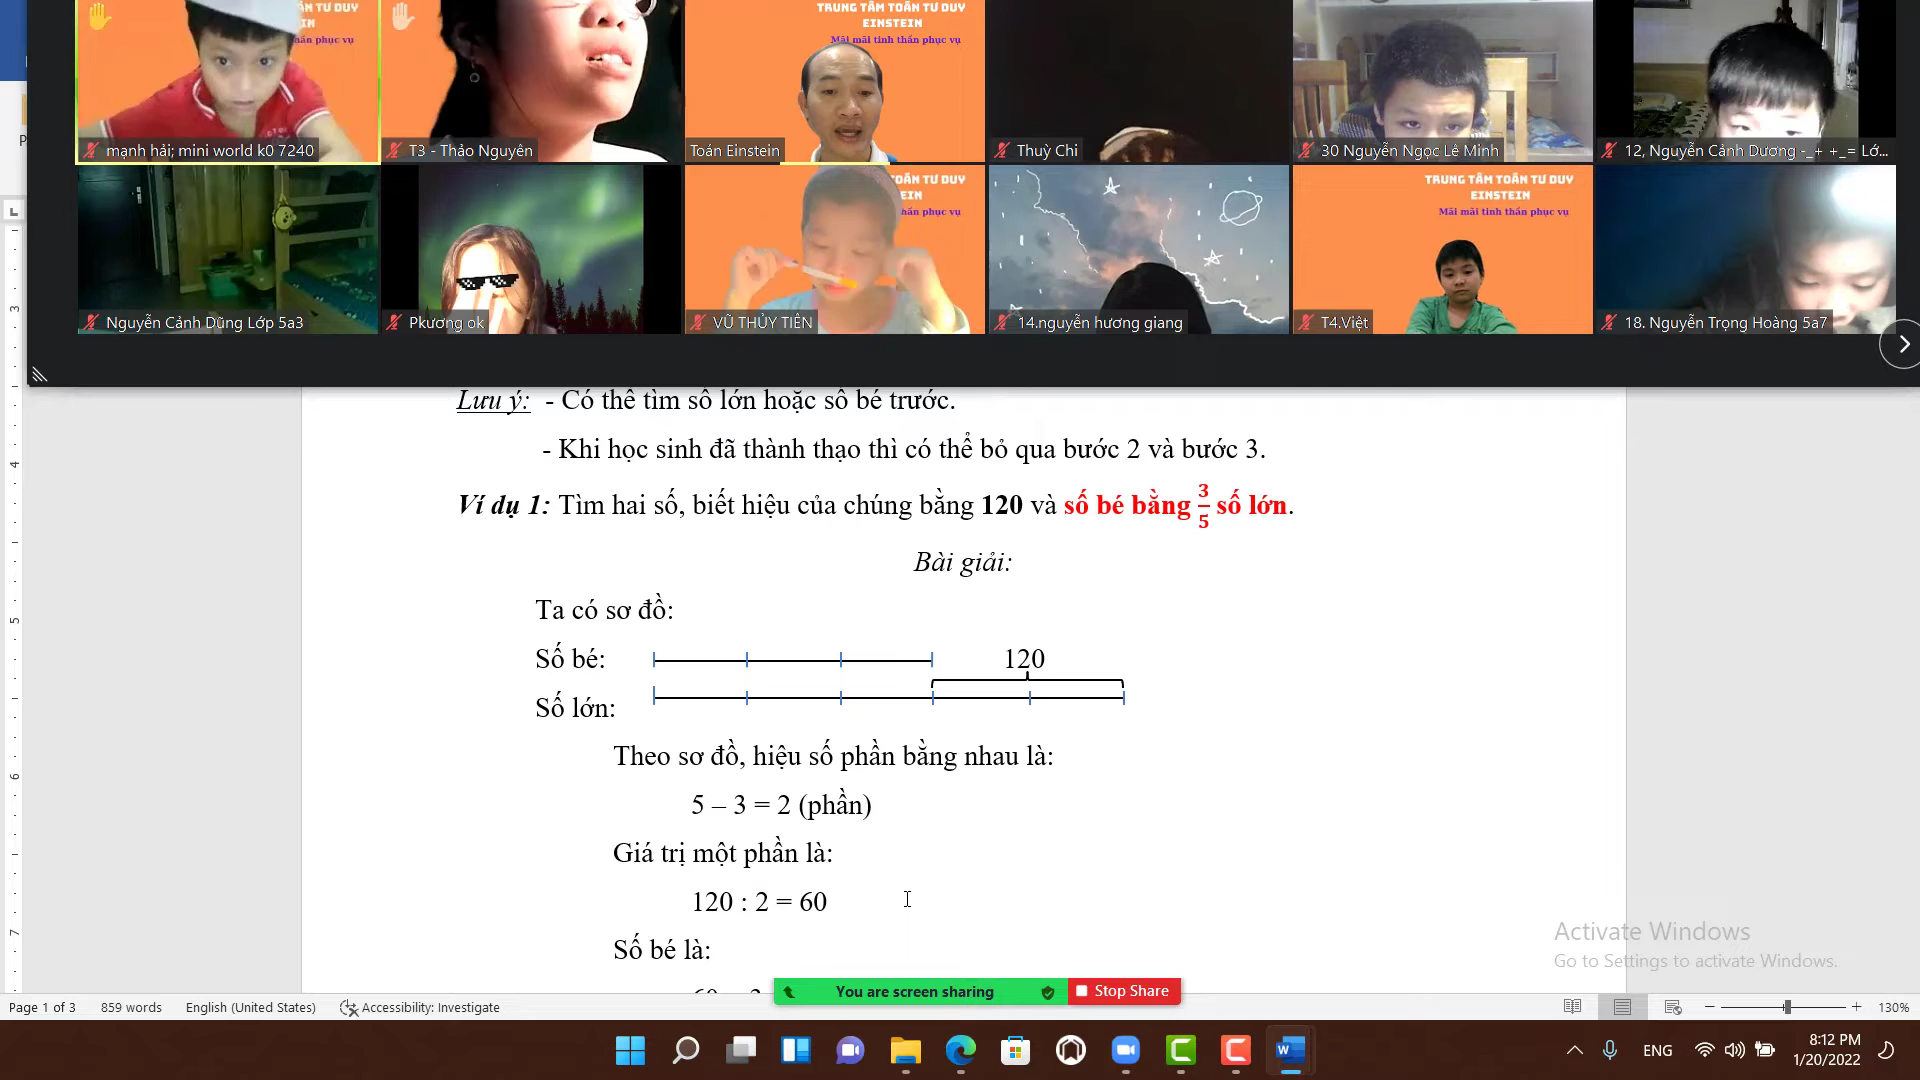 TRUNG TÂM TOÁN TƯ DUY
EINSTEIN
Mãi mãi tinh thần phục vụ
mạnh hải; mini world k0 7240
T3 - Thảo Nguyên
Toán Einstein
Thuỳ Chi
30 Nguyễn Ngọc Lê Minh
12, Nguyễn Cảnh Dương -_+ +_= Lớ...
TRUNG TÂM TOÁN TƯ DUY
EINSTEIN
Mãi mãi tinh thần phục vụ
Nguyễn Cảnh Dũng Lớp 5a3
Pkương ok
VŨ THỦY TIÊN
14.nguyễn hương giang
T4.Việt
18. Nguyễn Trọng Hoàng 5a7
Lưu ý: - Có thể tìm số lớn hoặc số bé trước.
- Khi học sinh đã thành thạo thì có thể bỏ qua bước 2 và bước 3.
Ví dụ 1: Tìm hai số, biết hiệu của chúng bằng 120 và số bé bằng 3/5 số lớn.
Bài giải:
Ta có sơ đồ:
Số bé: 120
Số lớn:
Theo sơ đồ, hiệu số phần bằng nhau là:
5 – 3 = 2 (phần)
Giá trị một phần là:
120 : 2 = 60
Số bé là:
Activate Windows
Go to Settings to activate Windows.
You are screen sharing
Stop Share
Page 1 of 3 859 words English (United States) Accessibility: Investigate 130%
ENG
8:12 PM
1/20/2022